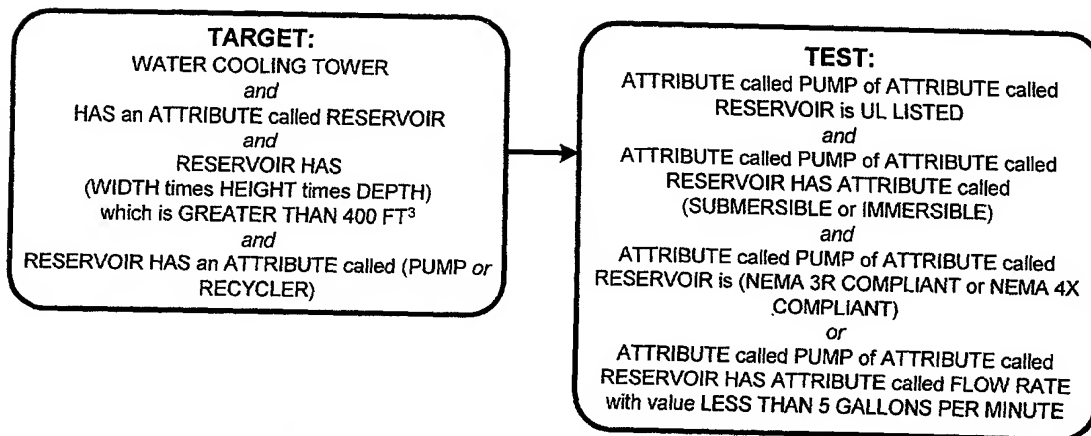 TARGET:
WATER COOLING TOWER
and
HAS an ATTRIBUTE called RESERVOIR
and
RESERVOIR HAS
(WIDTH times HEIGHT times DEPTH)
which is GREATER THAN 400 FT³
and
RESERVOIR HAS an ATTRIBUTE called (PUMP or
RECYCLER)
TEST:
ATTRIBUTE called PUMP of ATTRIBUTE called
RESERVOIR is UL LISTED
and
ATTRIBUTE called PUMP of ATTRIBUTE called
RESERVOIR HAS ATTRIBUTE called
(SUBMERSIBLE or IMMERSIBLE)
and
ATTRIBUTE called PUMP of ATTRIBUTE called
RESERVOIR is (NEMA 3R COMPLIANT or NEMA 4X
COMPLIANT)
or
ATTRIBUTE called PUMP of ATTRIBUTE called
RESERVOIR HAS ATTRIBUTE called FLOW RATE
with value LESS THAN 5 GALLONS PER MINUTE